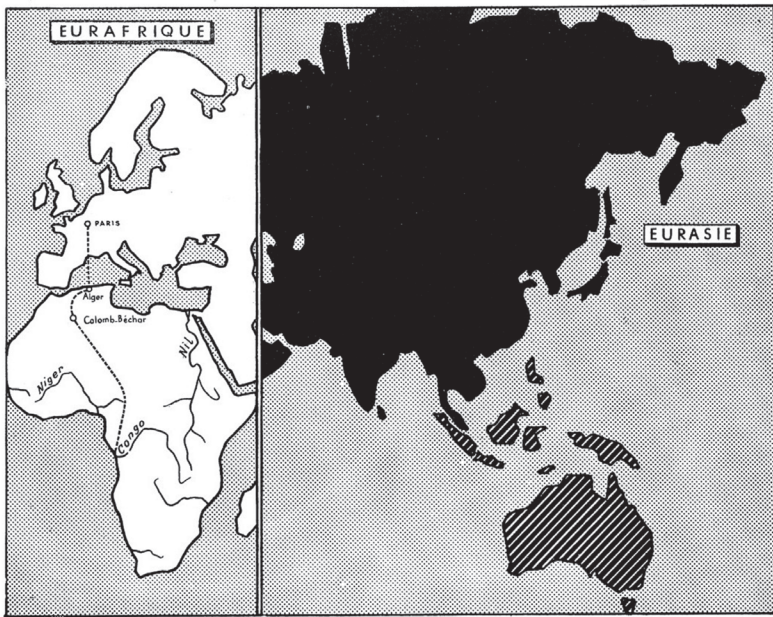 EURAFRIQUE
PARIS
Alger
Colomb-Béchar
Niger
Nil
Congo
EURASIE